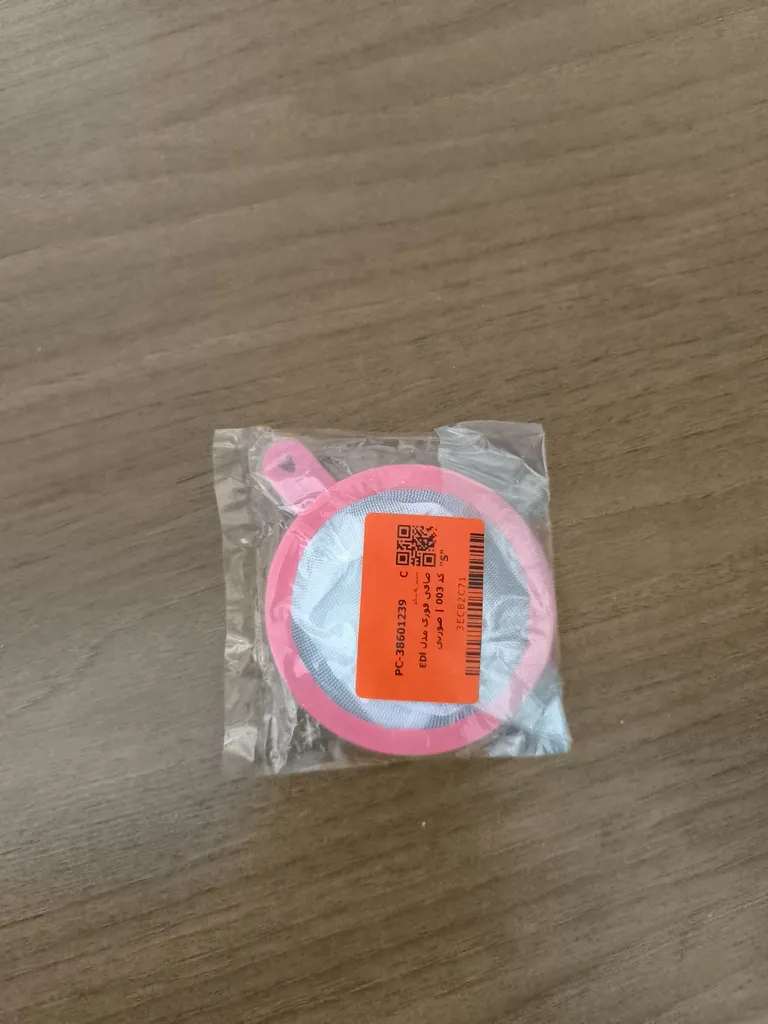 PC-38601239 C
صافی قوری مدل EDI
کد 003 | صورتی
"S"
3ECB2C71